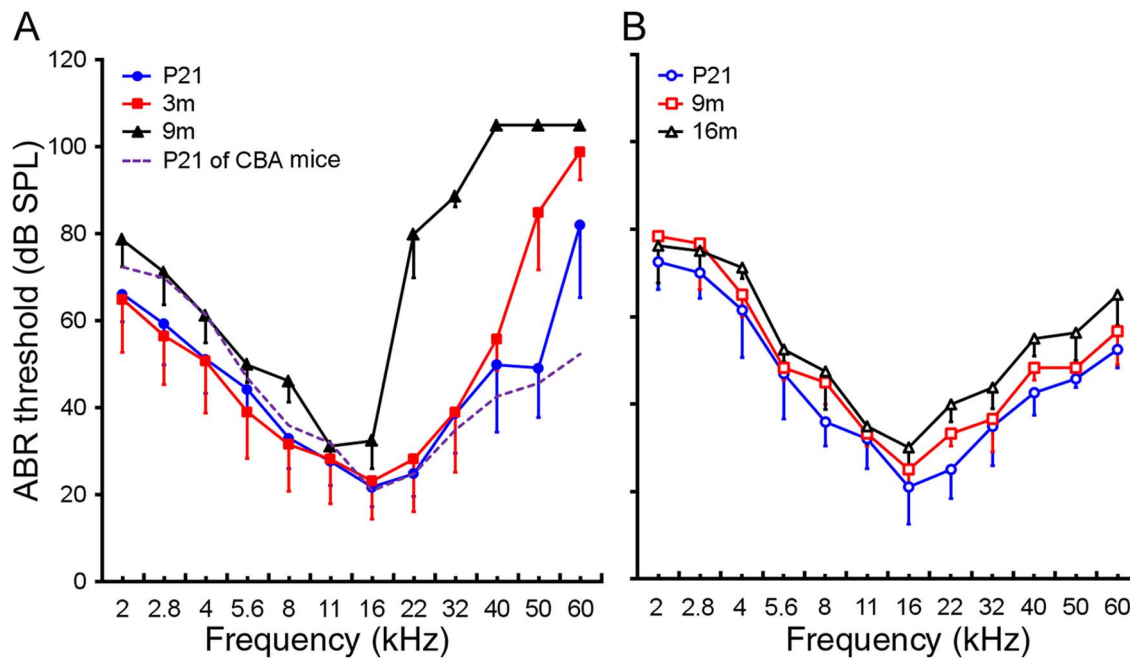 A
B
120
100
80
60
40
20
0
ABR threshold (dB SPL)
P21
3m
9m
P21 of CBA mice
P21
9m
16m
2 2.8 4 5.6 8 11 16 22 32 40 50 60
Frequency (kHz)
2 2.8 4 5.6 8 11 16 22 32 40 50 60
Frequency (kHz)